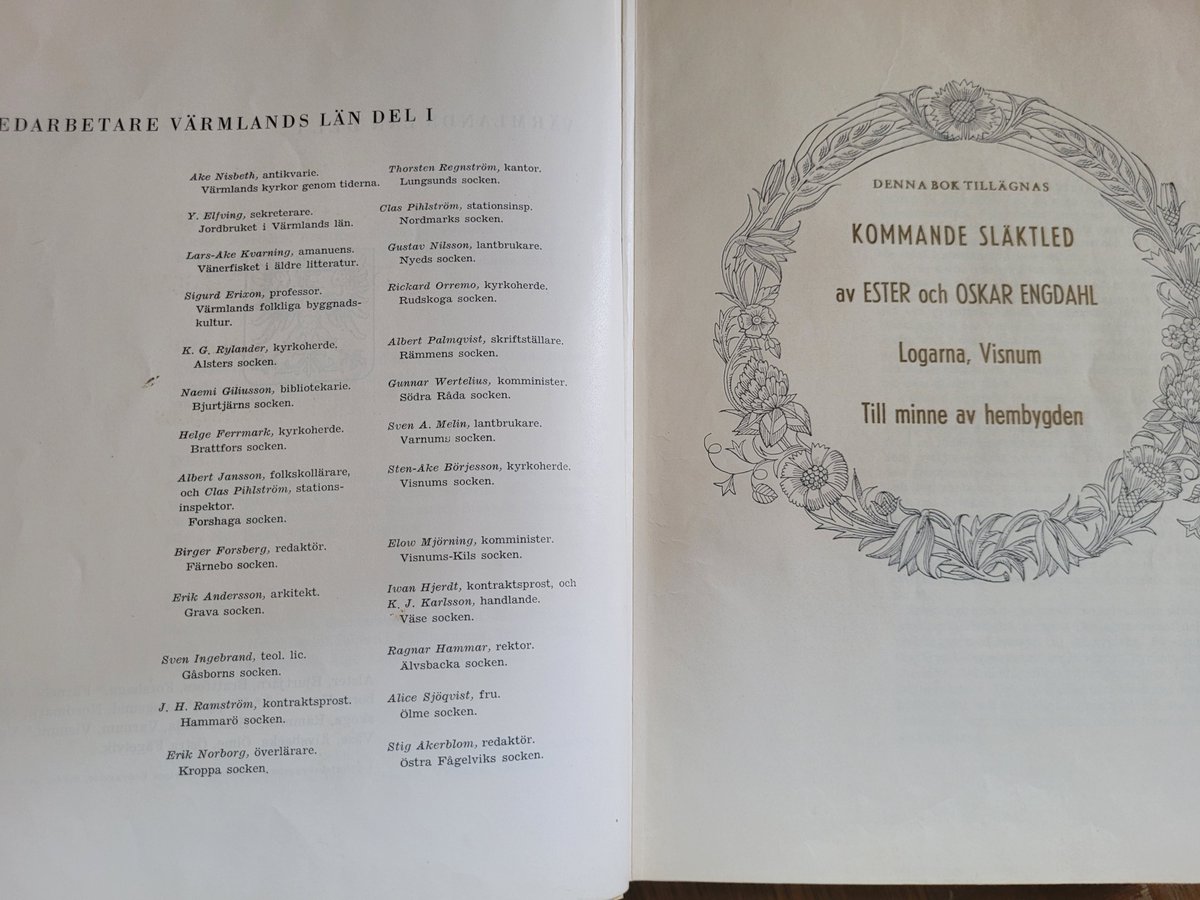 EDARBETARE VÄRMLANDS LÄN DEL I
Åke Nisbeth, antikvarie.
Värmlands kyrkor genom tiderna.
Y. Elfving, sekreterare.
Jordbruket i Värmlands län.
Lars-Åke Kvarning, amanuens.
Vänerfisket i äldre litteratur.
Sigurd Erixon, professor.
Värmlands folkliga byggnads-
kultur.
K. G. Rylander, kyrkoherde.
Alsters socken.
Naemi Giliusson, bibliotekarie.
Bjurtjärns socken.
Helge Ferrmark, kyrkoherde.
Brattfors socken.
Albert Jansson, folkskollärare,
och Clas Pihlström, stations-
inspektor.
Forshaga socken.
Birger Forsberg, redaktör.
Färnebo socken.
Erik Andersson, arkitekt.
Grava socken.
Sven Ingebrand, teol. lic.
Gåsborns socken.
J. H. Ramström, kontraktsprost.
Hammarö socken.
Erik Norborg, överlärare.
Kroppa socken.
Thorsten Regnström, kantor.
Lungsunds socken.
Clas Pihlström, stationsinsp.
Nordmarks socken.
Gustav Nilsson, lantbrukare.
Nyeds socken.
Rickard Orremo, kyrkoherde.
Rudskoga socken.
Albert Palmqvist, skriftställare.
Rämmens socken.
Gunnar Wertelius, komminister.
Södra Råda socken.
Sven A. Melin, lantbrukare.
Varnums socken.
Sten-Åke Börjesson, kyrkoherde.
Visnums socken.
Elow Mjörning, komminister.
Visnums-Kils socken.
Iwan Hjerdt, kontraktsprost, och
K. J. Karlsson, handlande.
Väse socken.
Ragnar Hammar, rektor.
Älvsbacka socken.
Alice Sjöqvist, fru.
Ölme socken.
Stig Åkerblom, redaktör.
Östra Fågelviks socken.
DENNA BOK TILLÄGNAS
KOMMANDE SLÄKTLED
av ESTER och OSKAR ENGDAHL
Logarna, Visnum
Till minne av hembygden